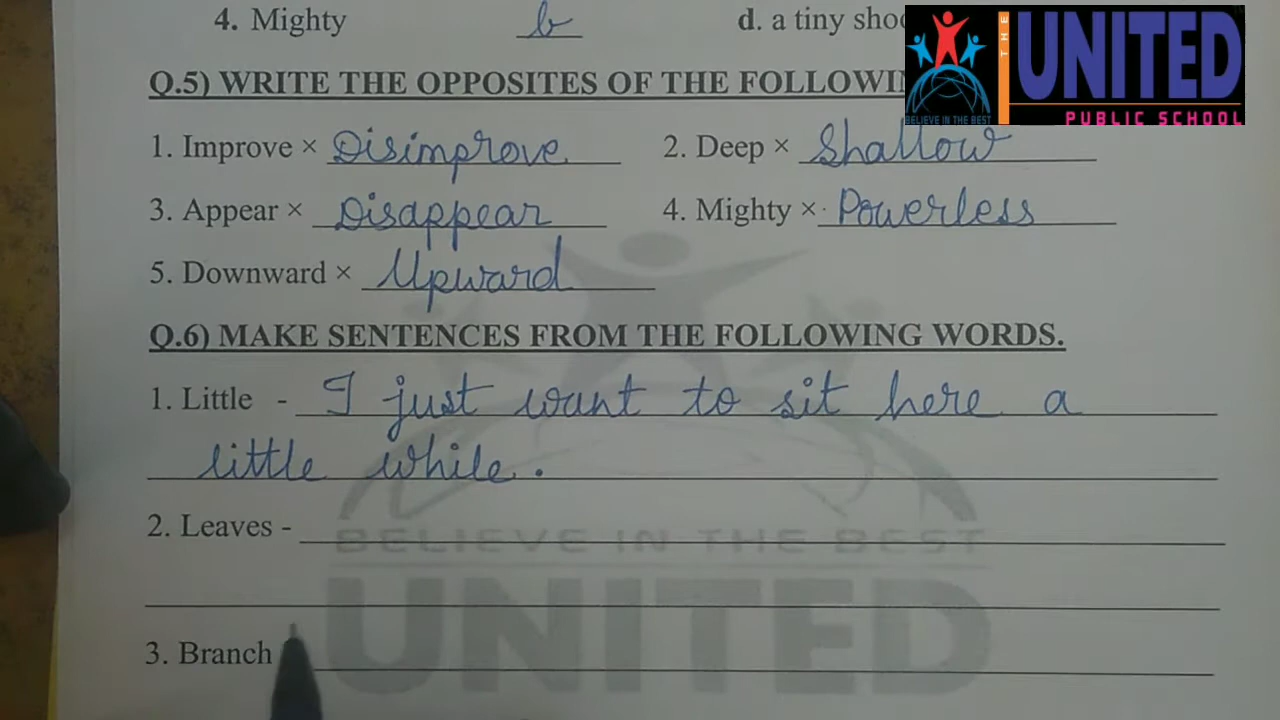 4. Mighty b d. a tiny shoo
THE UNITED
BELIEVE IN THE BEST PUBLIC SCHOOL
Q.5) WRITE THE OPPOSITES OF THE FOLLOWIN
1. Improve × Disimprove 2. Deep × Shallow
3. Appear × Disappear 4. Mighty × Powerless
5. Downward × Upward
Q.6) MAKE SENTENCES FROM THE FOLLOWING WORDS.
1. Little - I just want to sit here a
little while.
2. Leaves -
BELIEVE IN THE BEST
UNITED
3. Branch